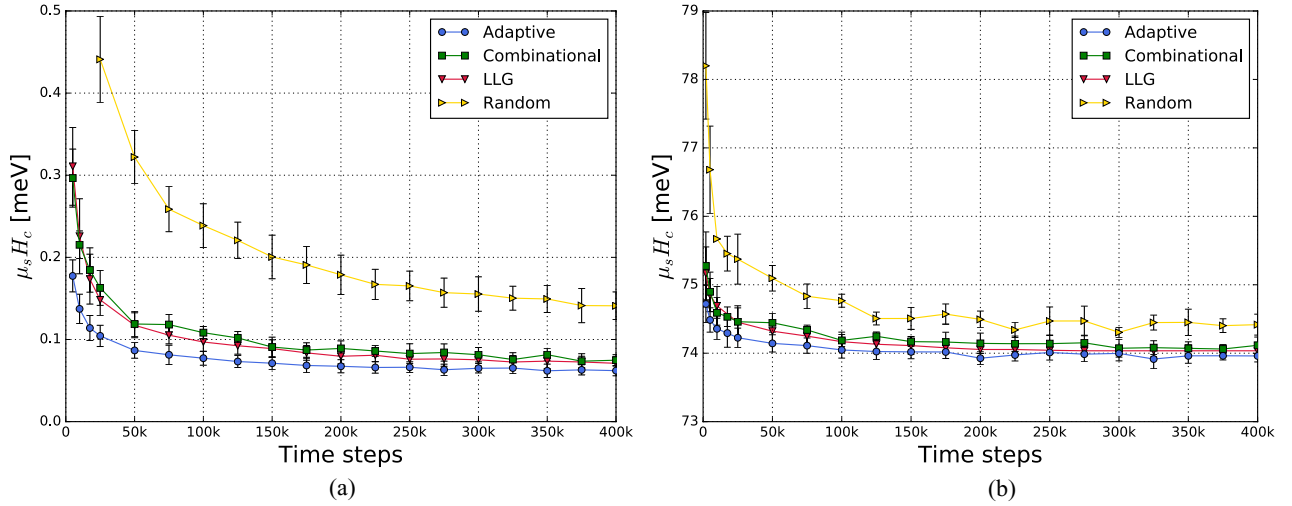 0.5
0.4
0.3
0.2
0.1
0.0
μsHc [meV]
0
50k
100k
150k
200k
250k
300k
350k
400k
Time steps
Adaptive
Combinational
LLG
Random
(a)
79
78
77
76
75
74
73
μsHc [meV]
0
50k
100k
150k
200k
250k
300k
350k
400k
Time steps
Adaptive
Combinational
LLG
Random
(b)